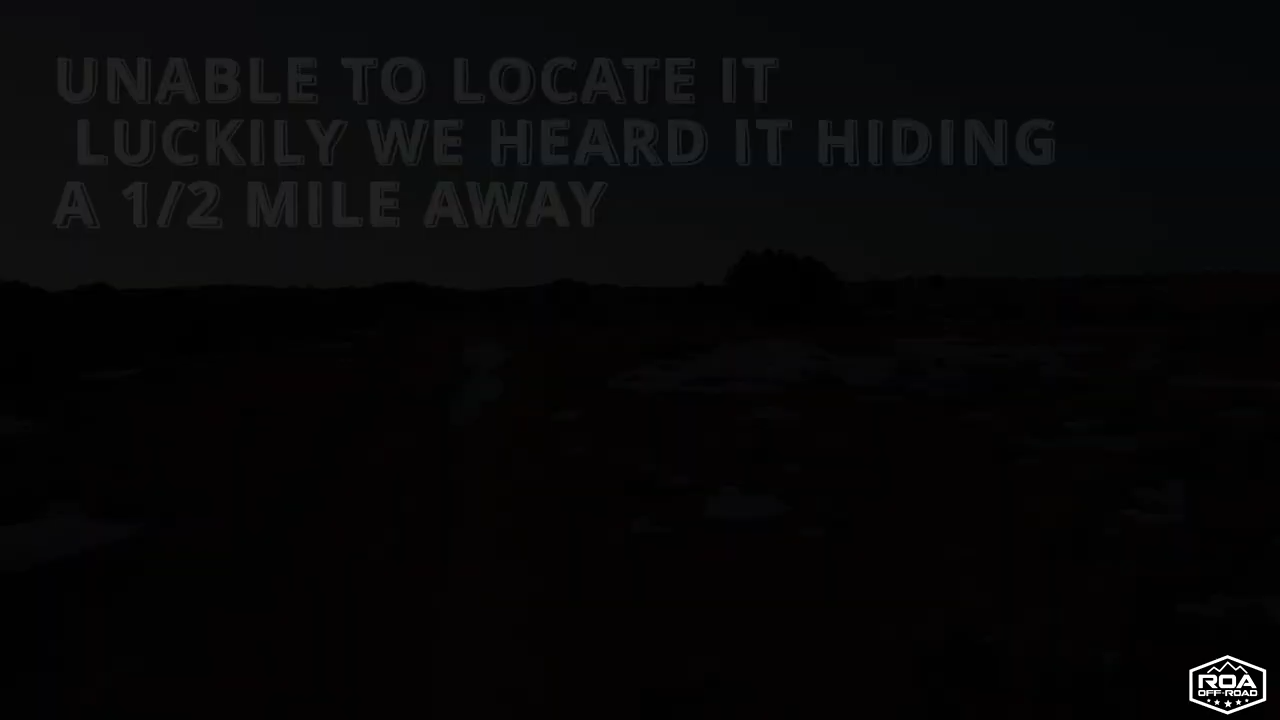 UNABLE TO LOCATE IT
LUCKILY WE HEARD IT HIDING
A 1/2 MILE AWAY
ROA
OFF-ROAD